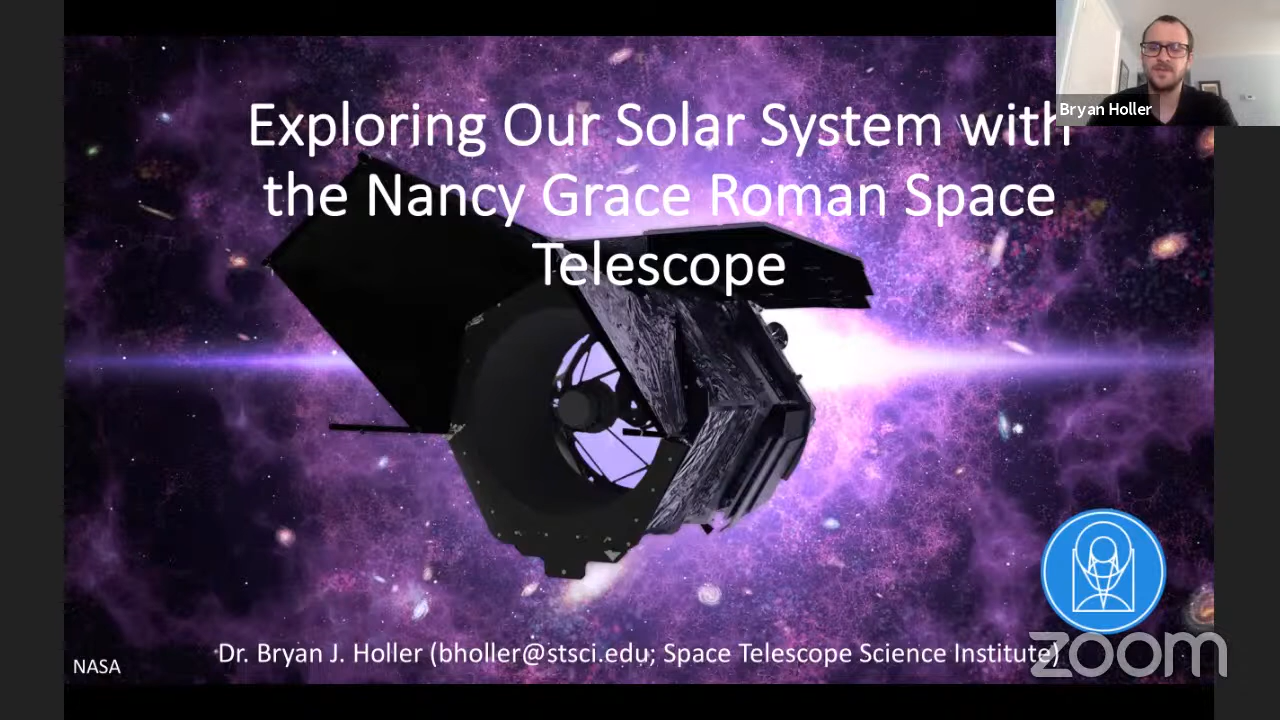 Exploring Our Solar System with
the Nancy Grace Roman Space
Telescope
Bryan Holler
Dr. Bryan J. Holler (bholler@stsci.edu; Space Telescope Science Institute)
NASA
zoom